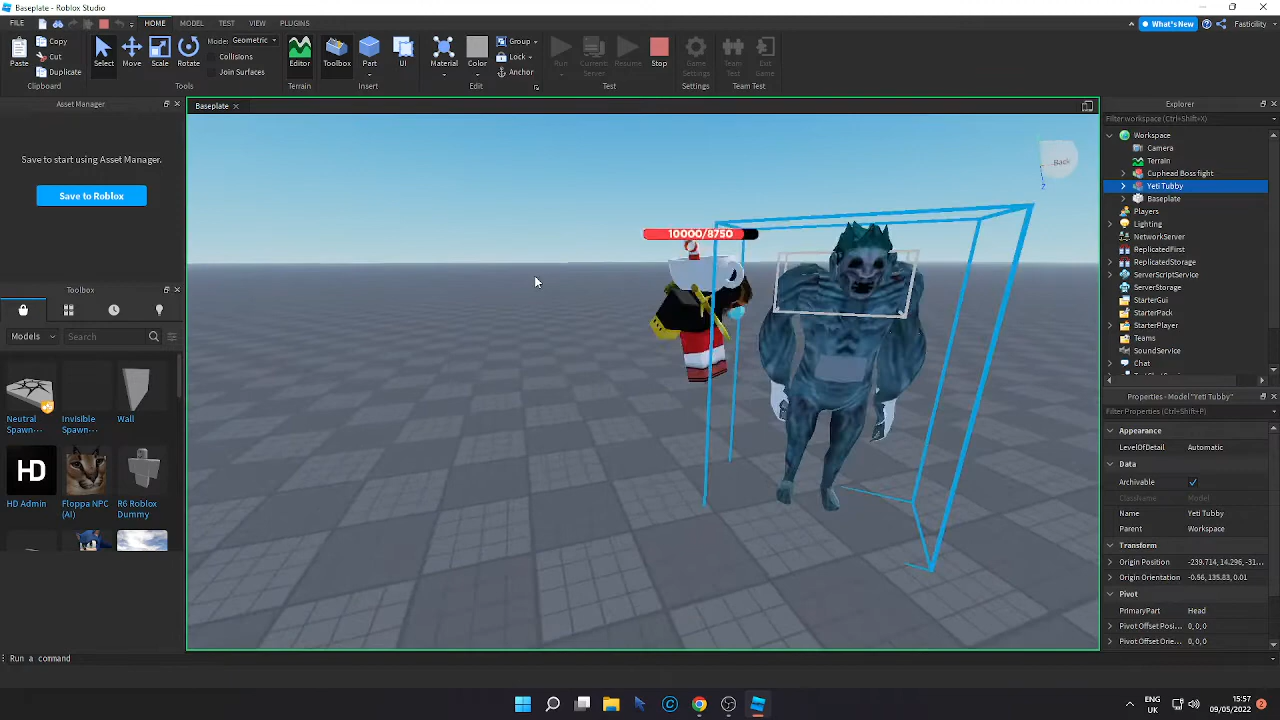 Baseplate - Roblox Studio
FILE HOME MODEL TEST VIEW PLUGINS What's New Fasticility
Paste Copy Cut Duplicate Select Move Scale Rotate Mode: Geometric Collisions Join Surfaces Editor Toolbox Part UI Material Color Group Lock Anchor Run Current Server Resume Stop Game Settings Team Test Exit Game
Clipboard Tools Terrain Insert Edit Test Settings Team Test
Asset Manager
Save to start using Asset Manager.
Save to Roblox
Toolbox
Models Search
Neutral Spawn... Invisible Spawn... Wall
HD
HD Admin Floppa NPC (AI) R6 Roblox Dummy
Run a command
Baseplate
10000/8750
Back
Z
Explorer
Filter workspace (Ctrl+Shift+X)
Workspace
Camera
Terrain
Cuphead Boss fight
Yeti Tubby
Baseplate
Players
Lighting
NetworkServer
ReplicatedFirst
ReplicatedStorage
ServerScriptService
ServerStorage
StarterGui
StarterPack
StarterPlayer
Teams
SoundService
Chat
Properties - Model "Yeti Tubby"
Filter Properties (Ctrl+Shift+P)
Appearance
LevelOfDetail Automatic
Data
Archivable
ClassName Model
Name Yeti Tubby
Parent Workspace
Transform
Origin Position -239.714, 14.296, -31...
Origin Orientation -0.56, 135.83, 0.01
Pivot
PrimaryPart Head
Pivot Offset Posi... 0, 0, 0
Pivot Offset Orie... 0, 0, 0
ENG
UK
15:57
09/05/2022
2